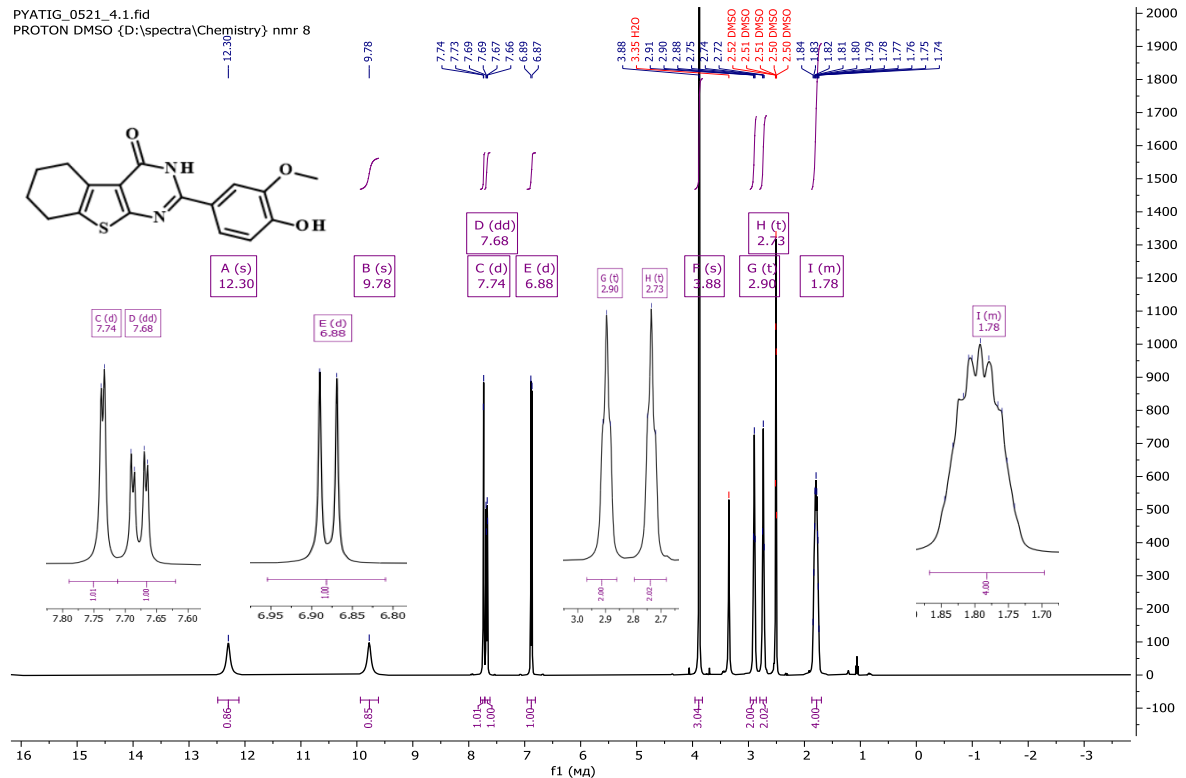 PYATIG_0521_4.1.fid
PROTON DMSO {D:\spectra\Chemistry} nmr 8
12.30
9.78
7.74
7.73
7.69
7.69
7.67
7.66
6.89
6.87
3.88
3.35 H2O
2.91
2.90
2.88
2.75
2.74
2.72
2.52 DMSO
2.51 DMSO
2.51 DMSO
2.50 DMSO
2.50 DMSO
1.84
1.83
1.82
1.81
1.80
1.79
1.78
1.77
1.76
1.75
1.74
O
NH
O
N
S
OH
D (dd)
7.68
H (t)
2.73
A (s)
12.30
B (s)
9.78
C (d)
7.74
E (d)
6.88
F (s)
3.88
G (t)
2.90
I (m)
1.78
C (d)
7.74
D (dd)
7.68
E (d)
6.88
G (t)
2.90
H (t)
2.73
I (m)
1.78
1.01
1.00
1.00
2.00
2.02
4.00
7.80 7.75 7.70 7.65 7.60
6.95 6.90 6.85 6.80
3.0 2.9 2.8 2.7
1.85 1.80 1.75 1.70
0.86
0.85
1.01
1.00
1.00
3.04
2.00
2.02
4.00
16 15 14 13 12 11 10 9 8 7 6 5 4 3 2 1 0 -1 -2 -3
f1 (мд)
2000
1900
1800
1700
1600
1500
1400
1300
1200
1100
1000
900
800
700
600
500
400
300
200
100
0
-100